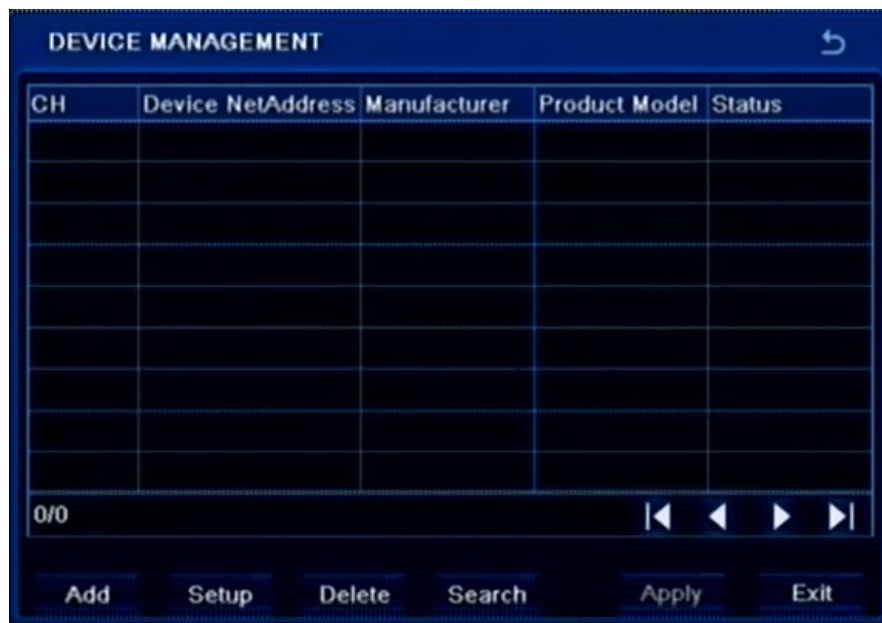 DEVICE MANAGEMENT
CH Device NetAddress Manufacturer Product Model Status
0/0
Add Setup Delete Search Apply Exit